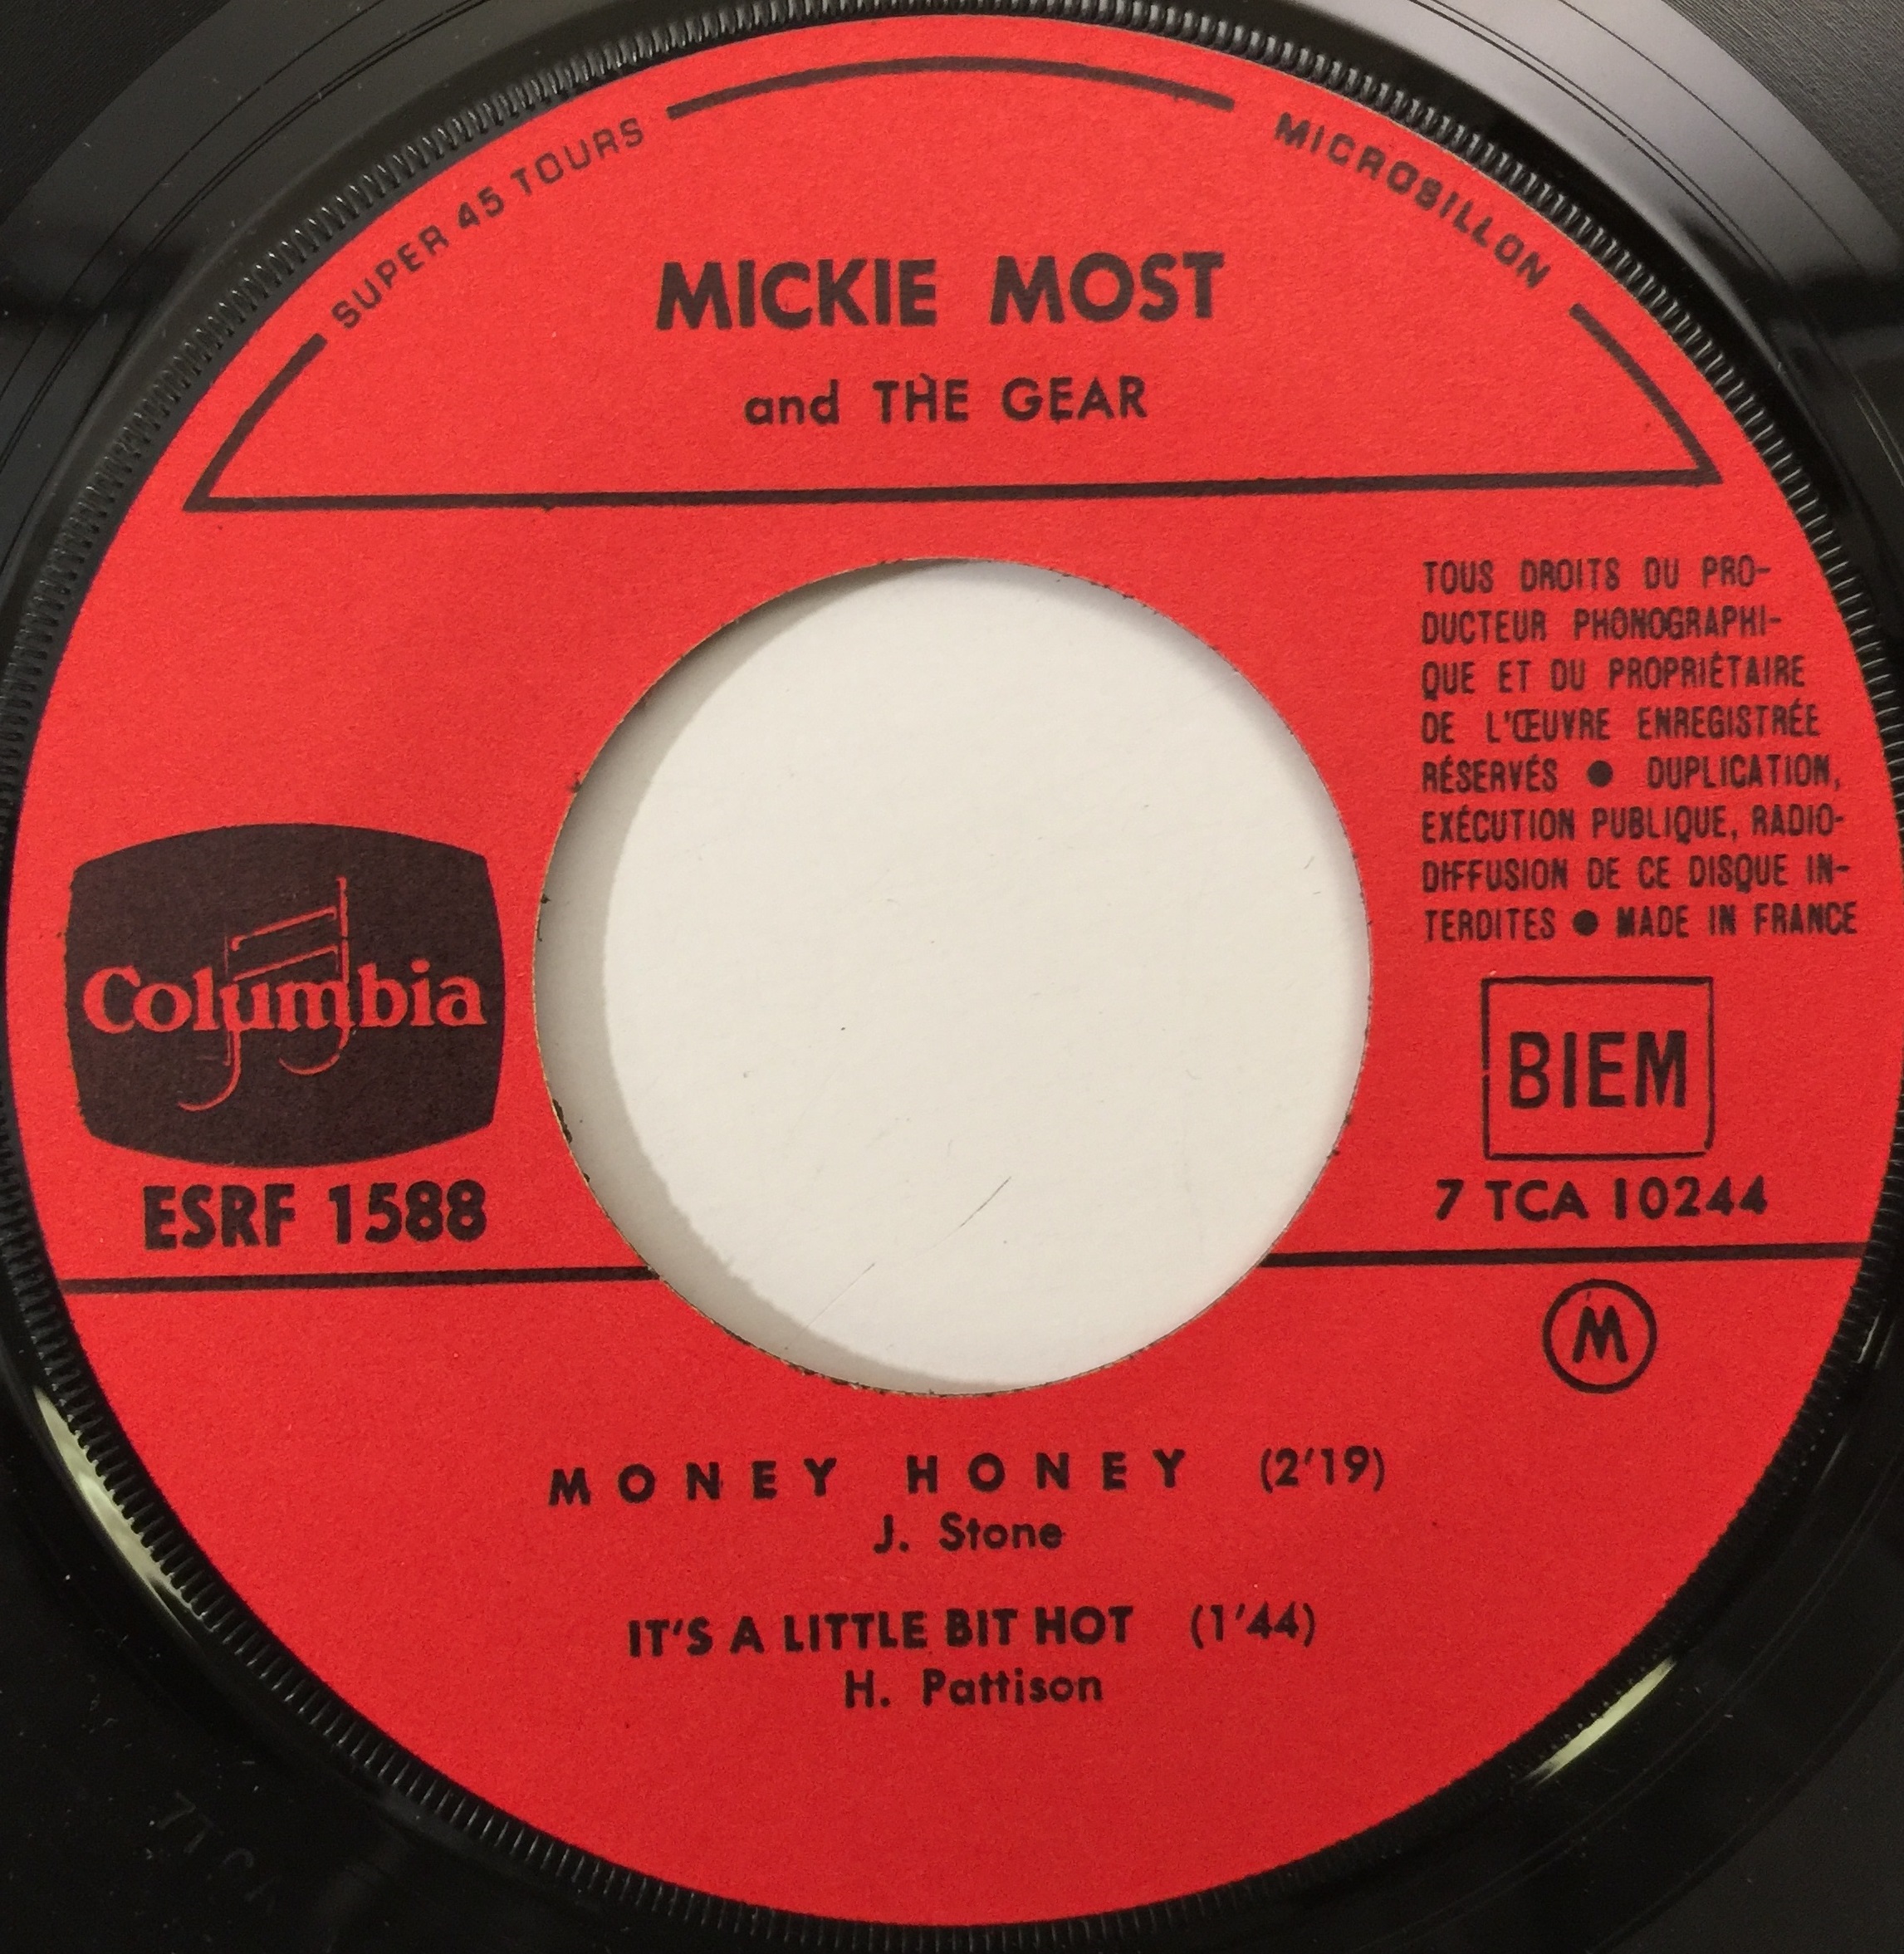 SUPER 45 TOURS
MICROSILLON
MICKIE MOST
and THE GEAR
TOUS DROITS DU PRO-
DUCTEUR PHONOGRAPHI-
QUE ET DU PROPRIÉTAIRE
DE L'ŒUVRE ENREGISTRÉE
RÉSERVÉS ● DUPLICATION,
EXÉCUTION PUBLIQUE, RADIO-
DIFFUSION DE CE DISQUE IN-
TERDITES ● MADE IN FRANCE
Columbia
BIEM
ESRF 1588
7 TCA 10244
M
MONEY HONEY (2'19)
J. Stone
IT'S A LITTLE BIT HOT (1'44)
H. Pattison